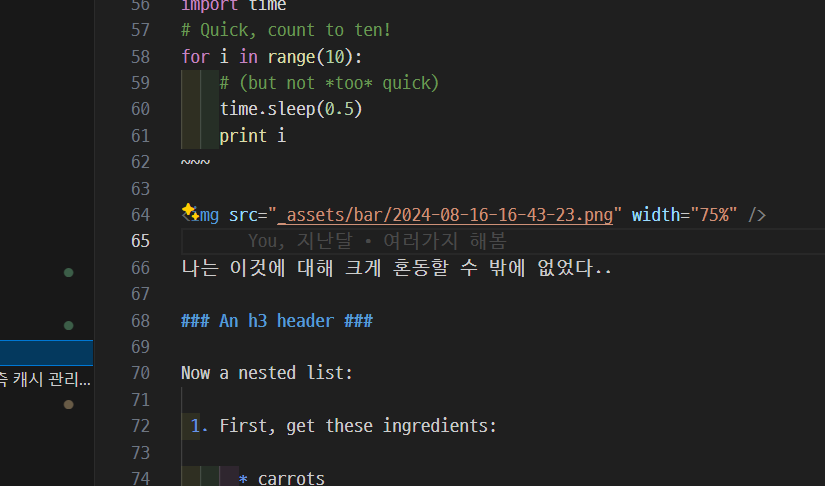 56 import time
57 # Quick, count to ten!
58 for i in range(10):
59 # (but not *too* quick)
60 time.sleep(0.5)
61 print i
62 ~~~
63
64 <img src="_assets/bar/2024-08-16-16-43-23.png" width="75%" />
65 You, 지난달 • 여러가지 해봄
66 나는 이것에 대해 크게 혼동할 수 밖에 없었다..
67
68 ### An h3 header ###
69
70 Now a nested list:
71
측 캐시 관리...
72 1. First, get these ingredients:
73
74 * carrots